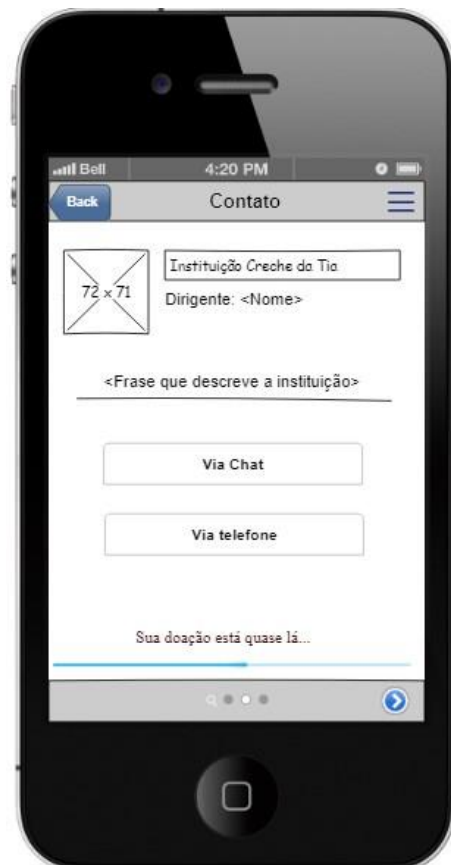 Bell 4:20 PM
Back Contato
72 x 71
Instituição Creche da Tia
Dirigente: <Nome>
<Frase que descreve a instituição>
Via Chat
Via telefone
Sua doação está quase lá...